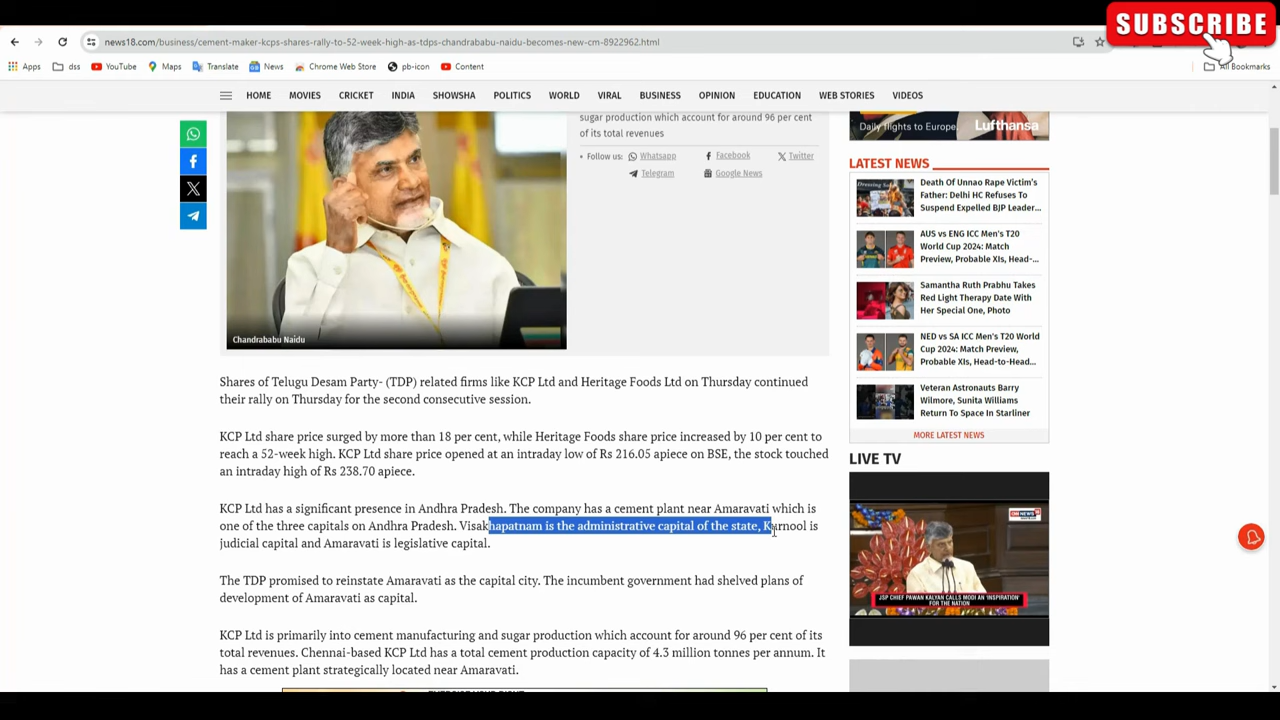 SUBSCRIBE
news18.com/business/cement-maker-kcps-shares-rally-to-52-week-high-as-tdps-chandrababu-naidu-becomes-new-cm-8922962.html
Apps dss YouTube Maps Translate News Chrome Web Store pb-icon Content All Bookmarks
HOME MOVIES CRICKET INDIA SHOWSHA POLITICS WORLD VIRAL BUSINESS OPINION EDUCATION WEB STORIES VIDEOS
sugar production which account for around 96 per cent
of its total revenues
Follow us: Whatsapp Facebook Twitter
Telegram Google News
Chandrababu Naidu
Shares of Telugu Desam Party- (TDP) related firms like KCP Ltd and Heritage Foods Ltd on Thursday continued
their rally on Thursday for the second consecutive session.
KCP Ltd share price surged by more than 18 per cent, while Heritage Foods share price increased by 10 per cent to
reach a 52-week high. KCP Ltd share price opened at an intraday low of Rs 216.05 apiece on BSE, the stock touched
an intraday high of Rs 238.70 apiece.
KCP Ltd has a significant presence in Andhra Pradesh. The company has a cement plant near Amaravati which is
one of the three capitals on Andhra Pradesh. Visakhapatnam is the administrative capital of the state, Kurnool is
judicial capital and Amaravati is legislative capital.
The TDP promised to reinstate Amaravati as the capital city. The incumbent government had shelved plans of
development of Amaravati as capital.
KCP Ltd is primarily into cement manufacturing and sugar production which account for around 96 per cent of its
total revenues. Chennai-based KCP Ltd has a total cement production capacity of 4.3 million tonnes per annum. It
has a cement plant strategically located near Amaravati.
Daily flights to Europe. Lufthansa
LATEST NEWS
Death Of Unnao Rape Victim's
Father: Delhi HC Refuses To
Suspend Expelled BJP Leader...
AUS vs ENG ICC Men's T20
World Cup 2024: Match
Preview, Probable XIs, Head-...
Samantha Ruth Prabhu Takes
Red Light Therapy Date With
Her Special One, Photo
NED vs SA ICC Men's T20 World
Cup 2024: Match Preview,
Probable XIs, Head-to-Head...
Veteran Astronauts Barry
Wilmore, Sunita Williams
Return To Space In Starliner
MORE LATEST NEWS
LIVE TV
CNN NEWS
JSP CHIEF PAWAN KALYAN CALLS MODI AN 'INSPIRATION'
FOR THE NATION